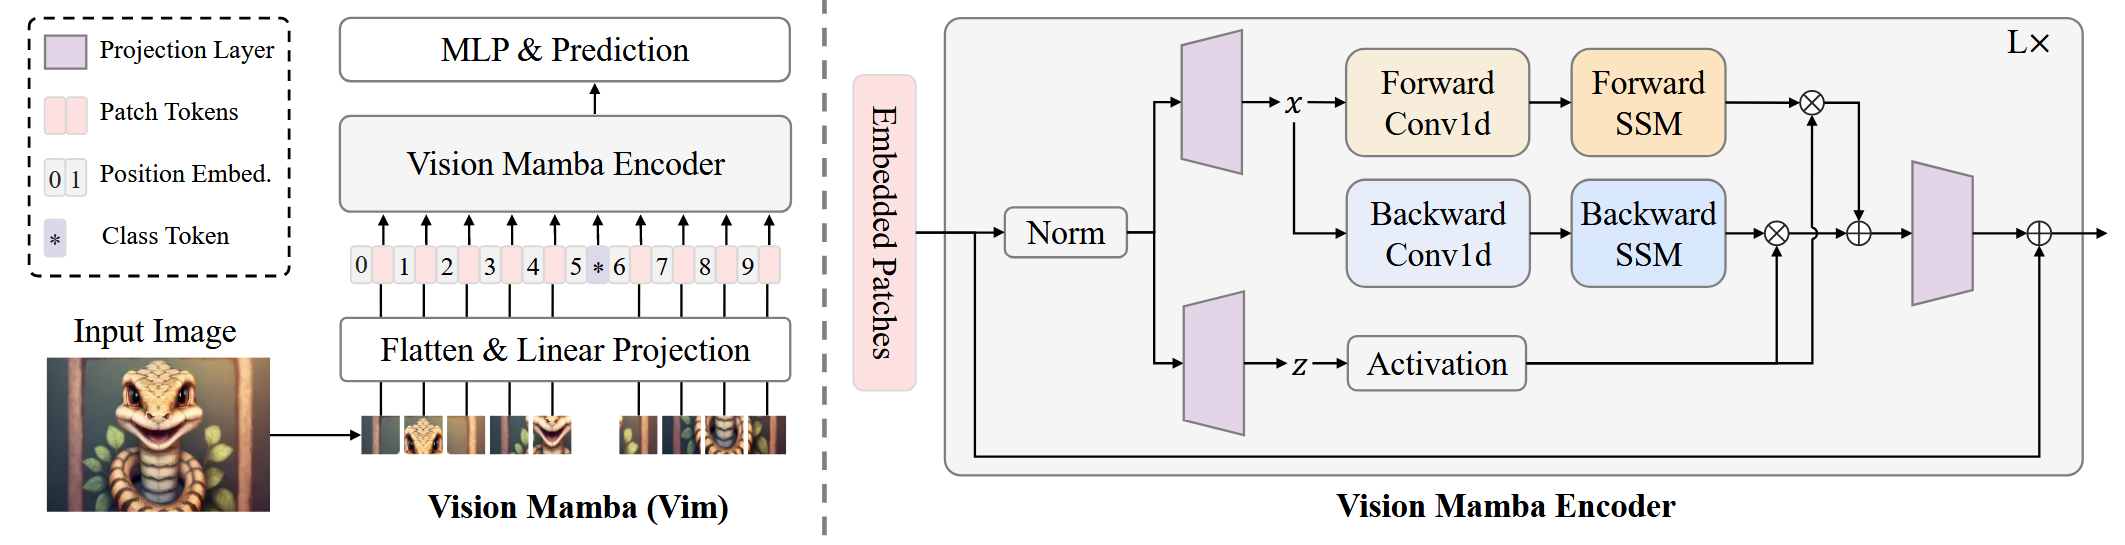 Projection Layer
Patch Tokens
0 1 Position Embed.
* Class Token
Input Image
MLP & Prediction
Vision Mamba Encoder
0 1 2 3 4 5 * 6 7 8 9
Flatten & Linear Projection
Vision Mamba (Vim)
Embedded Patches
L×
Norm
x
Forward
Conv1d
Forward
SSM
Backward
Conv1d
Backward
SSM
z
Activation
Vision Mamba Encoder